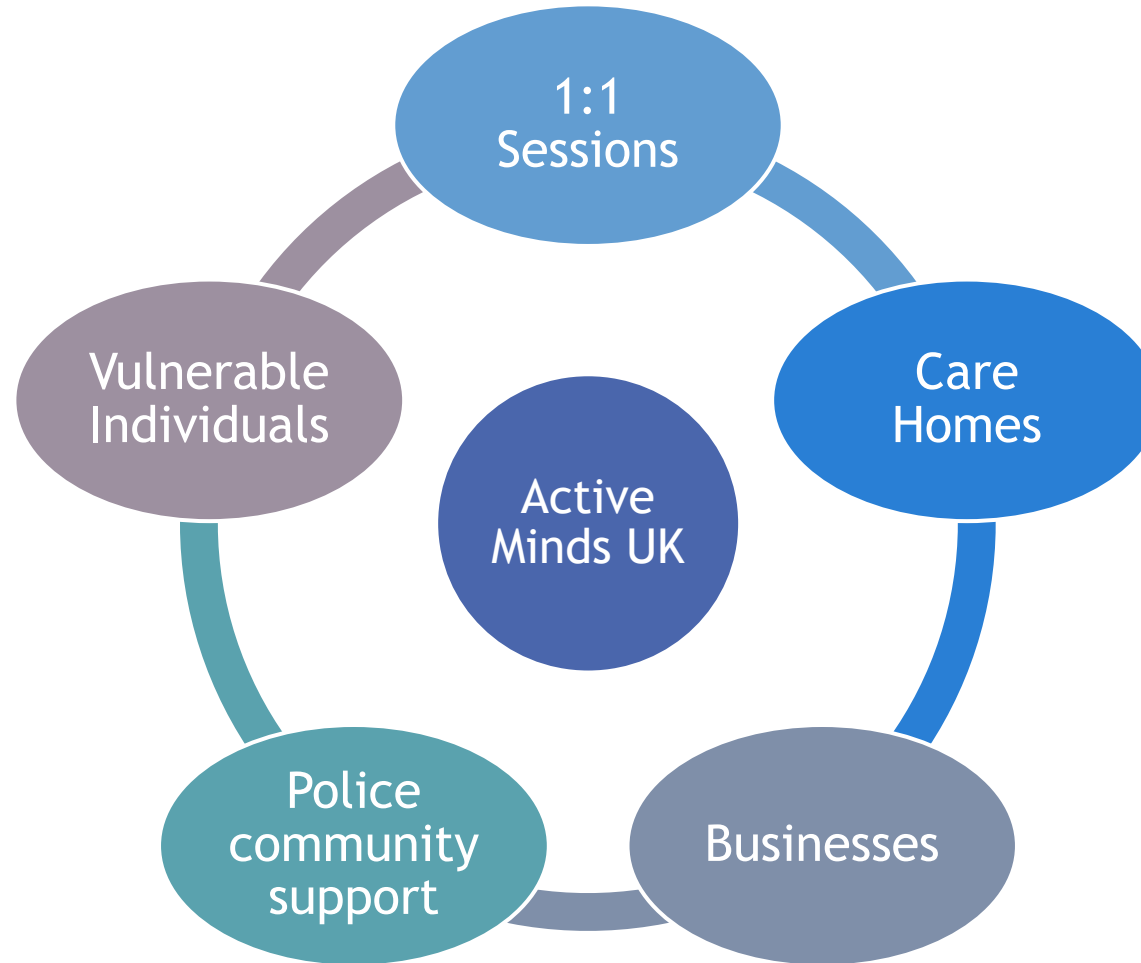 1:1
Sessions
Care
Homes
Businesses
Police
community
support
Vulnerable
Individuals
Active
Minds UK